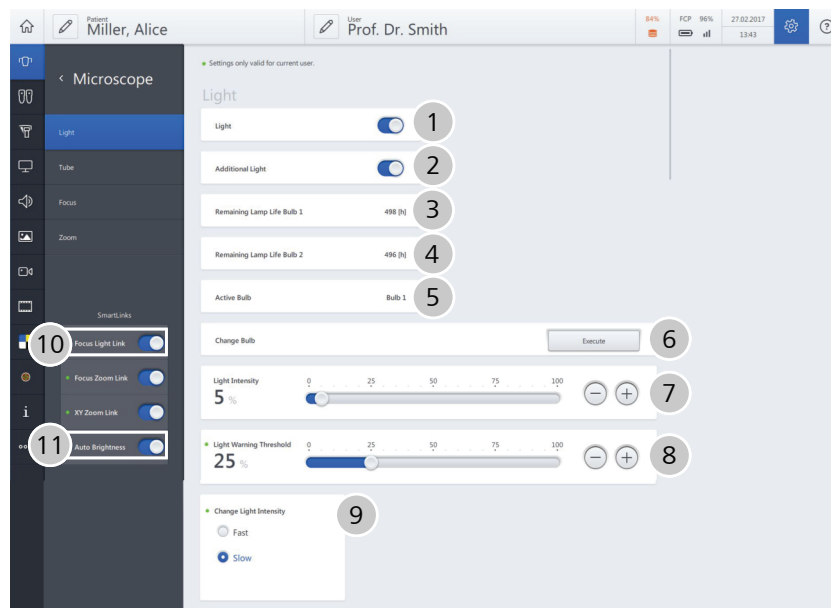 Patient
Miller, Alice
User
Prof. Dr. Smith
84%
FCP 96%
27.02.2017
13:43
?
< Microscope
Light
Tube
Focus
Zoom
SmartLinks
10
Focus Light Link
Focus Zoom Link
XY Zoom Link
11
Auto Brightness
i
Settings only valid for current user.
Light
Light
1
Additional Light
2
Remaining Lamp Life Bulb 1
498 [h]
3
Remaining Lamp Life Bulb 2
496 [h]
4
Active Bulb
Bulb 1
5
Change Bulb
Execute
6
Light Intensity
5 %
0 25 50 75 100
− +
7
Light Warning Threshold
25 %
0 25 50 75 100
− +
8
Change Light Intensity
9
Fast
Slow